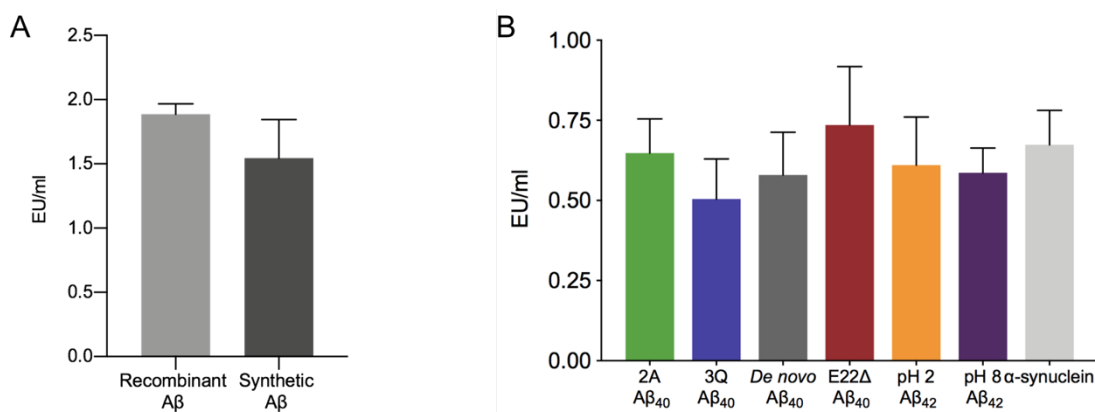 A
EU/ml
2.5
2.0
1.5
1.0
0.5
0.0
Recombinant Synthetic
Aβ Aβ
B
EU/ml
1.00
0.75
0.50
0.25
0.00
2A 3Q De novo E22Δ pH 2 pH 8 α-synuclein
Aβ40 Aβ40 Aβ40 Aβ40 Aβ42 Aβ42